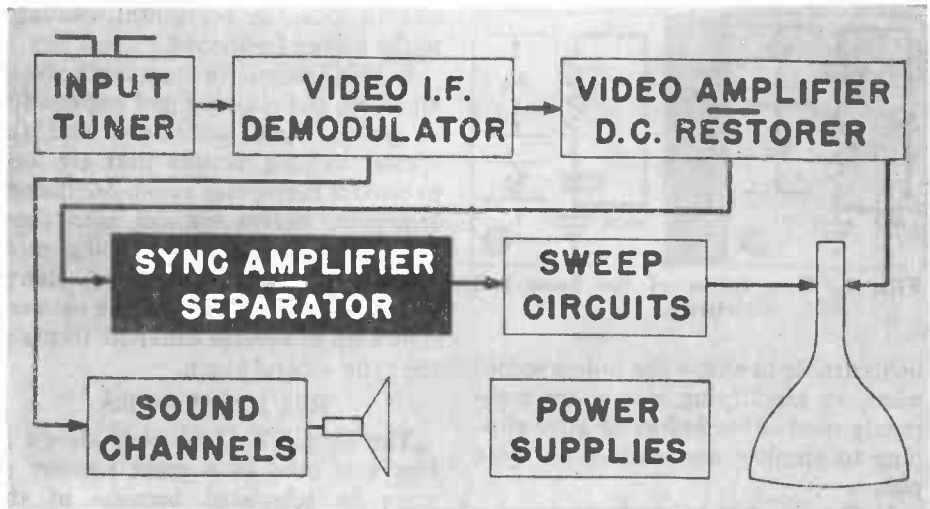 INPUT
TUNER
VIDEO I.F.
DEMODULATOR
VIDEO AMPLIFIER
D.C. RESTORER
SYNC AMPLIFIER
SEPARATOR
SWEEP
CIRCUITS
SOUND
CHANNELS
POWER
SUPPLIES